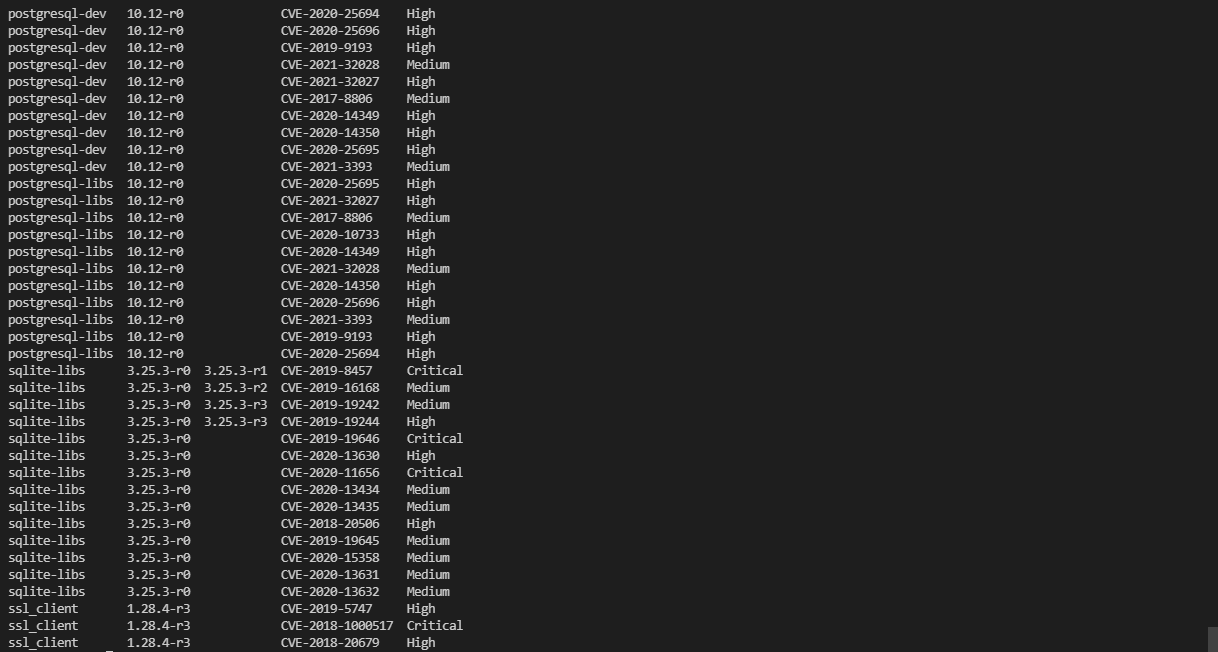 postgresql-dev 10.12-r0 CVE-2020-25694 High
postgresql-dev 10.12-r0 CVE-2020-25696 High
postgresql-dev 10.12-r0 CVE-2019-9193 High
postgresql-dev 10.12-r0 CVE-2021-32028 Medium
postgresql-dev 10.12-r0 CVE-2021-32027 High
postgresql-dev 10.12-r0 CVE-2017-8806 Medium
postgresql-dev 10.12-r0 CVE-2020-14349 High
postgresql-dev 10.12-r0 CVE-2020-14350 High
postgresql-dev 10.12-r0 CVE-2020-25695 High
postgresql-dev 10.12-r0 CVE-2021-3393 Medium
postgresql-libs 10.12-r0 CVE-2020-25695 High
postgresql-libs 10.12-r0 CVE-2021-32027 High
postgresql-libs 10.12-r0 CVE-2017-8806 Medium
postgresql-libs 10.12-r0 CVE-2020-10733 High
postgresql-libs 10.12-r0 CVE-2020-14349 High
postgresql-libs 10.12-r0 CVE-2021-32028 Medium
postgresql-libs 10.12-r0 CVE-2020-14350 High
postgresql-libs 10.12-r0 CVE-2020-25696 High
postgresql-libs 10.12-r0 CVE-2021-3393 Medium
postgresql-libs 10.12-r0 CVE-2019-9193 High
postgresql-libs 10.12-r0 CVE-2020-25694 High
sqlite-libs 3.25.3-r0 3.25.3-r1 CVE-2019-8457 Critical
sqlite-libs 3.25.3-r0 3.25.3-r2 CVE-2019-16168 Medium
sqlite-libs 3.25.3-r0 3.25.3-r3 CVE-2019-19242 Medium
sqlite-libs 3.25.3-r0 3.25.3-r3 CVE-2019-19244 High
sqlite-libs 3.25.3-r0 CVE-2019-19646 Critical
sqlite-libs 3.25.3-r0 CVE-2020-13630 High
sqlite-libs 3.25.3-r0 CVE-2020-11656 Critical
sqlite-libs 3.25.3-r0 CVE-2020-13434 Medium
sqlite-libs 3.25.3-r0 CVE-2020-13435 Medium
sqlite-libs 3.25.3-r0 CVE-2018-20506 High
sqlite-libs 3.25.3-r0 CVE-2019-19645 Medium
sqlite-libs 3.25.3-r0 CVE-2020-15358 Medium
sqlite-libs 3.25.3-r0 CVE-2020-13631 Medium
sqlite-libs 3.25.3-r0 CVE-2020-13632 Medium
ssl_client 1.28.4-r3 CVE-2019-5747 High
ssl_client 1.28.4-r3 CVE-2018-1000517 Critical
ssl_client 1.28.4-r3 CVE-2018-20679 High